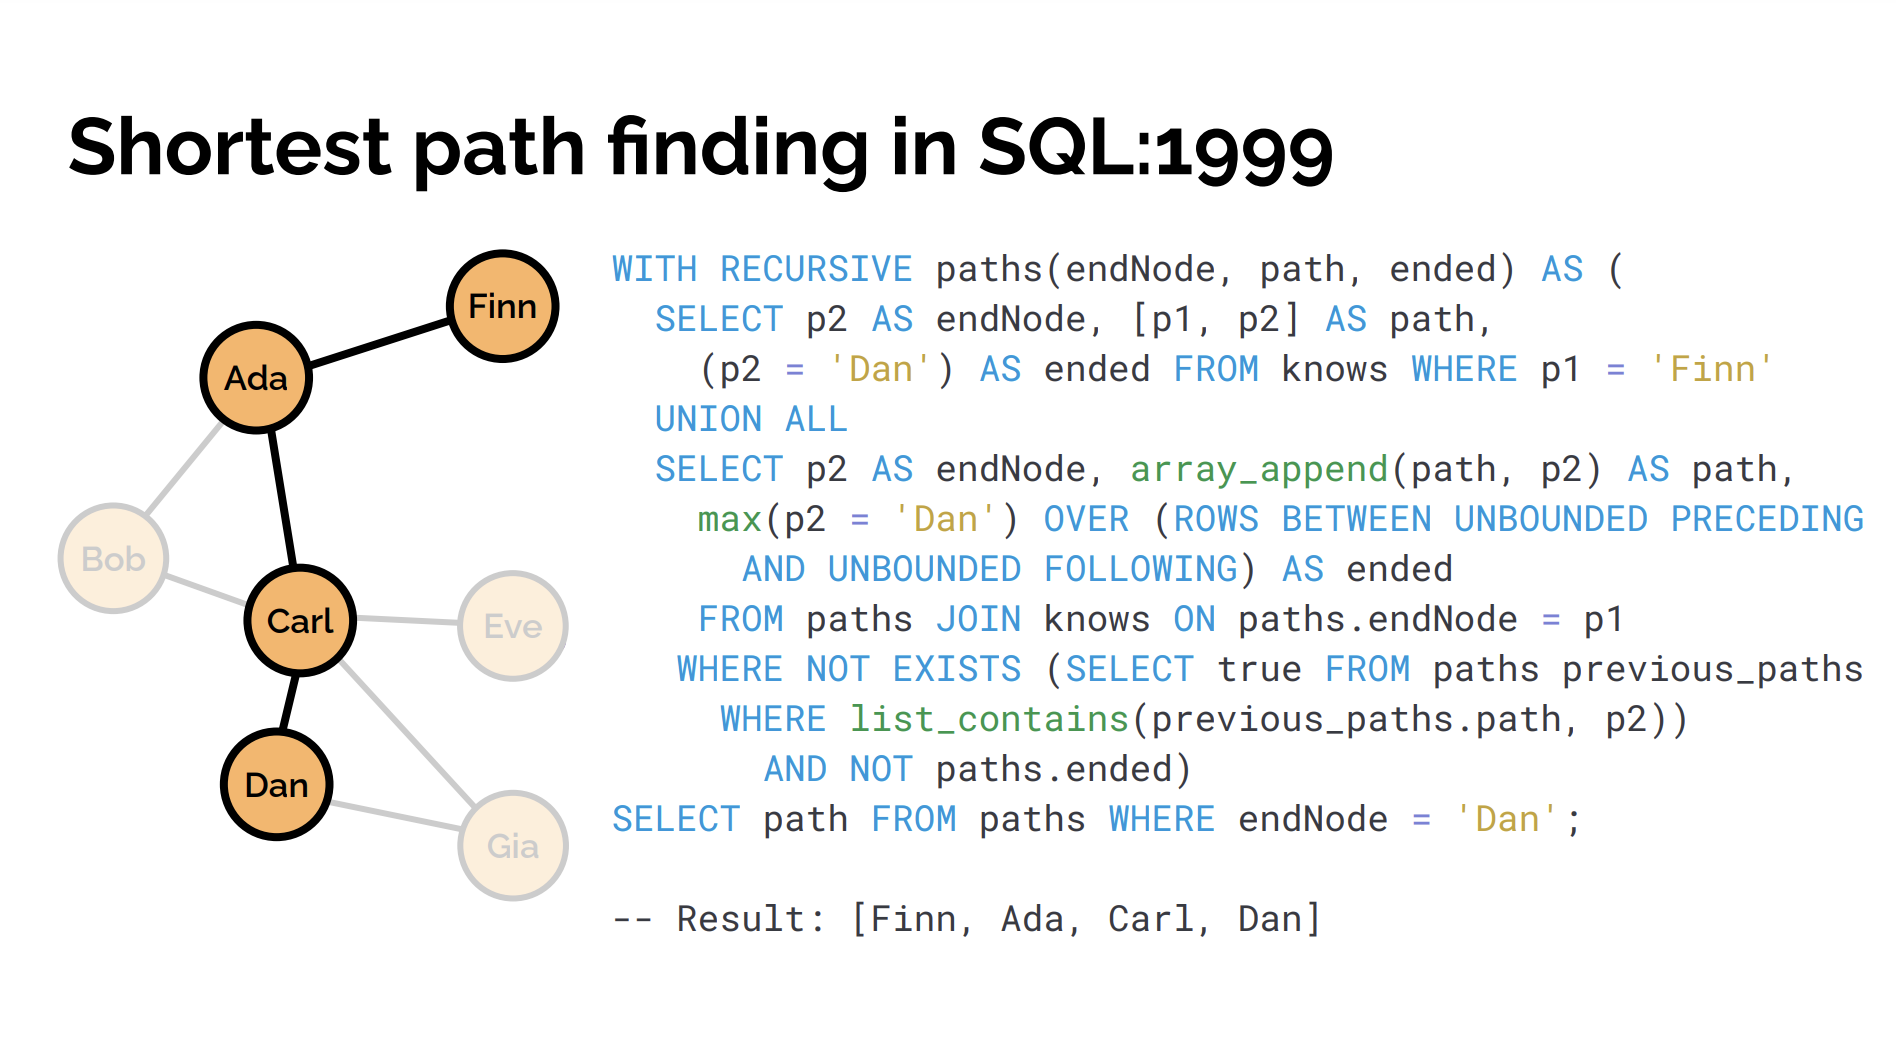 Shortest path finding in SQL:1999
Finn
Ada
Bob
Carl
Eve
Dan
Gia
WITH RECURSIVE paths(endNode, path, ended) AS (
SELECT p2 AS endNode, [p1, p2] AS path,
(p2 = 'Dan') AS ended FROM knows WHERE p1 = 'Finn'
UNION ALL
SELECT p2 AS endNode, array_append(path, p2) AS path,
max(p2 = 'Dan') OVER (ROWS BETWEEN UNBOUNDED PRECEDING
AND UNBOUNDED FOLLOWING) AS ended
FROM paths JOIN knows ON paths.endNode = p1
WHERE NOT EXISTS (SELECT true FROM paths previous_paths
WHERE list_contains(previous_paths.path, p2))
AND NOT paths.ended)
SELECT path FROM paths WHERE endNode = 'Dan';
-- Result: [Finn, Ada, Carl, Dan]